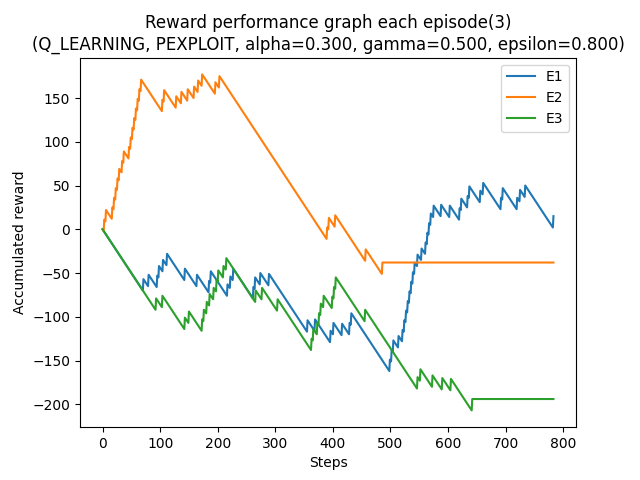 Reward performance graph each episode(3)
(Q_LEARNING, PEXPLOIT, alpha=0.300, gamma=0.500, epsilon=0.800)
E1
E2
E3
150
100
50
0
−50
−100
−150
−200
Accumulated reward
0 100 200 300 400 500 600 700 800
Steps